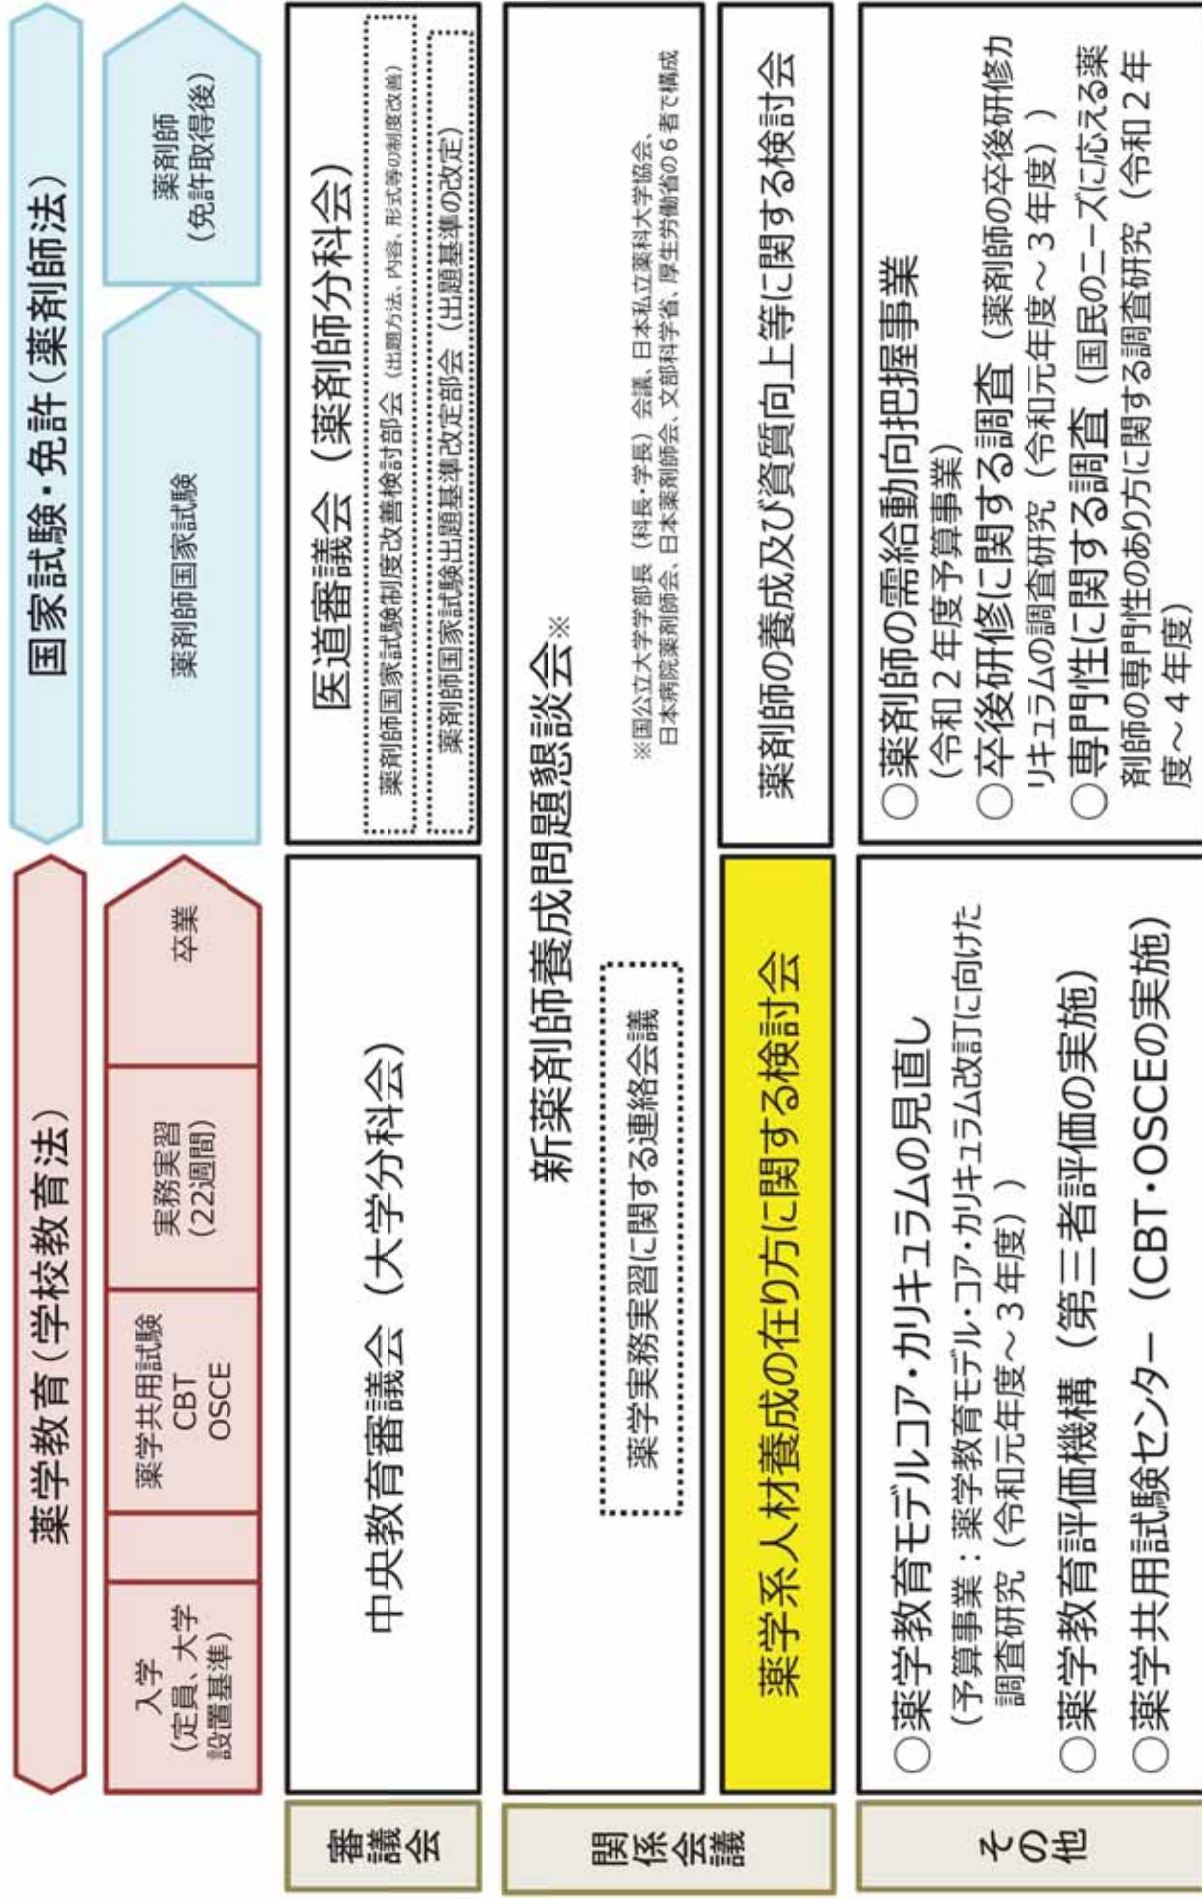 薬学教育(学校教育法)
国家試験・免許(薬剤師法)
入学
(定員、大学
設置基準)
薬学共用試験
CBT
OSCE
実務実習
(22週間)
卒業
薬剤師国家試験
薬剤師
(免許取得後)
審議会
中央教育審議会(大学分科会)
医道審議会(薬剤師分科会)
薬剤師国家試験制度改善検討部会(出題方法、内容、形式等の制度改善)
薬剤師国家試験出題基準改定部会(出題基準の改定)
関係会議
新薬剤師養成問題懇談会※
薬学実務実習に関する連絡会議
※国公立大学学部長(科長・学長)会議、日本私立薬科大学協会、
日本病院薬剤師会、日本薬剤師会、文部科学省、厚生労働省の6者で構成
薬学系人材養成の在り方に関する検討会
薬剤師の養成及び資質向上等に関する検討会
その他
○薬学教育モデルコア・カリキュラムの見直し
(予算事業:薬学教育モデル・コア・カリキュラム改訂に向けた
調査研究(令和元年度~3年度))
○薬学教育評価機構(第三者評価の実施)
○薬学共用試験センター(CBT・OSCEの実施)
○薬剤師の需給動向把握事業
(令和2年度予算事業)
○卒後研修に関する調査(薬剤師の卒後研修カ
リキュラムの調査研究(令和元年度~3年度))
○専門性に関する調査(国民のニーズに応える薬
剤師の専門性のあり方に関する調査研究(令和2年
度~4年度)